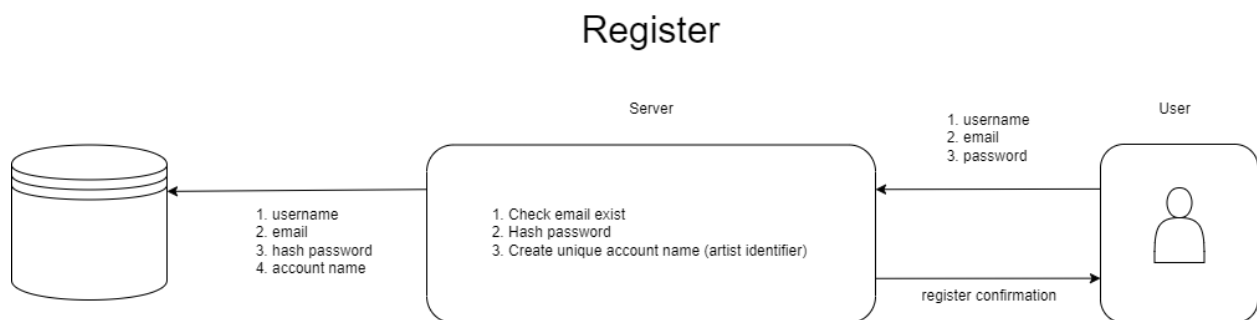 Register
Server
User
1. username
2. email
3. password
1. username
2. email
3. hash password
4. account name
1. Check email exist
2. Hash password
3. Create unique account name (artist identifier)
register confirmation